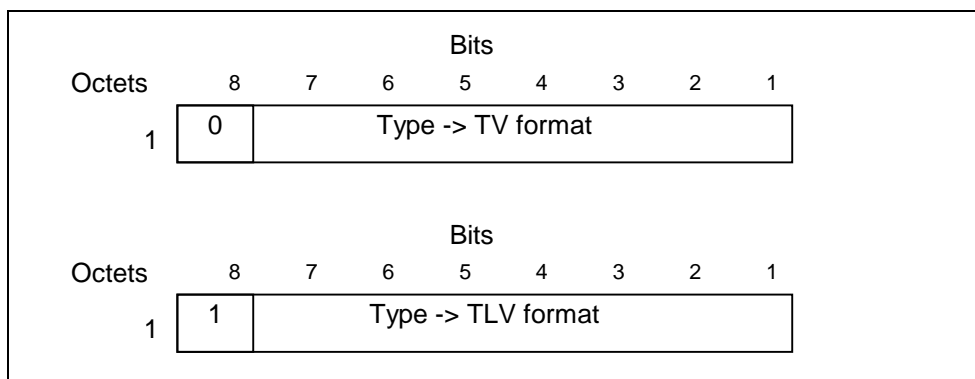 Bits
Octets 8 7 6 5 4 3 2 1
1 0 Type -> TV format
Bits
Octets 8 7 6 5 4 3 2 1
1 1 Type -> TLV format